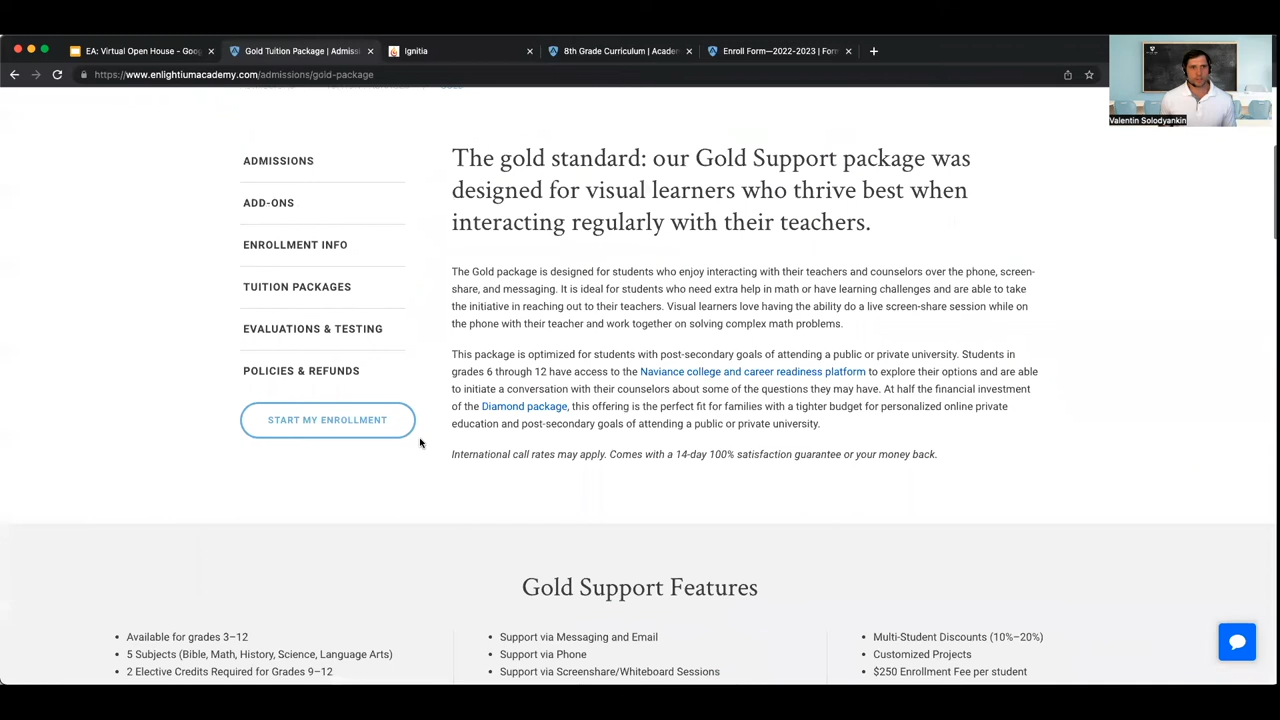 EA: Virtual Open House - Goog
Gold Tuition Package | Admiss
Ignitia
8th Grade Curriculum | Acade
Enroll Form—2022-2023 | For
https://www.enlightiumacademy.com/admissions/gold-package
Valentin Solodyankin
ADMISSIONS
ADD-ONS
ENROLLMENT INFO
TUITION PACKAGES
EVALUATIONS & TESTING
POLICIES & REFUNDS
START MY ENROLLMENT
The gold standard: our Gold Support package was
designed for visual learners who thrive best when
interacting regularly with their teachers.
The Gold package is designed for students who enjoy interacting with their teachers and counselors over the phone, screen-
share, and messaging. It is ideal for students who need extra help in math or have learning challenges and are able to take
the initiative in reaching out to their teachers. Visual learners love having the ability do a live screen-share session while on
the phone with their teacher and work together on solving complex math problems.
This package is optimized for students with post-secondary goals of attending a public or private university. Students in
grades 6 through 12 have access to the Naviance college and career readiness platform to explore their options and are able
to initiate a conversation with their counselors about some of the questions they may have. At half the financial investment
of the Diamond package, this offering is the perfect fit for families with a tighter budget for personalized online private
education and post-secondary goals of attending a public or private university.
International call rates may apply. Comes with a 14-day 100% satisfaction guarantee or your money back.
Gold Support Features
• Available for grades 3–12
• 5 Subjects (Bible, Math, History, Science, Language Arts)
• 2 Elective Credits Required for Grades 9–12
• Support via Messaging and Email
• Support via Phone
• Support via Screenshare/Whiteboard Sessions
• Multi-Student Discounts (10%–20%)
• Customized Projects
• $250 Enrollment Fee per student